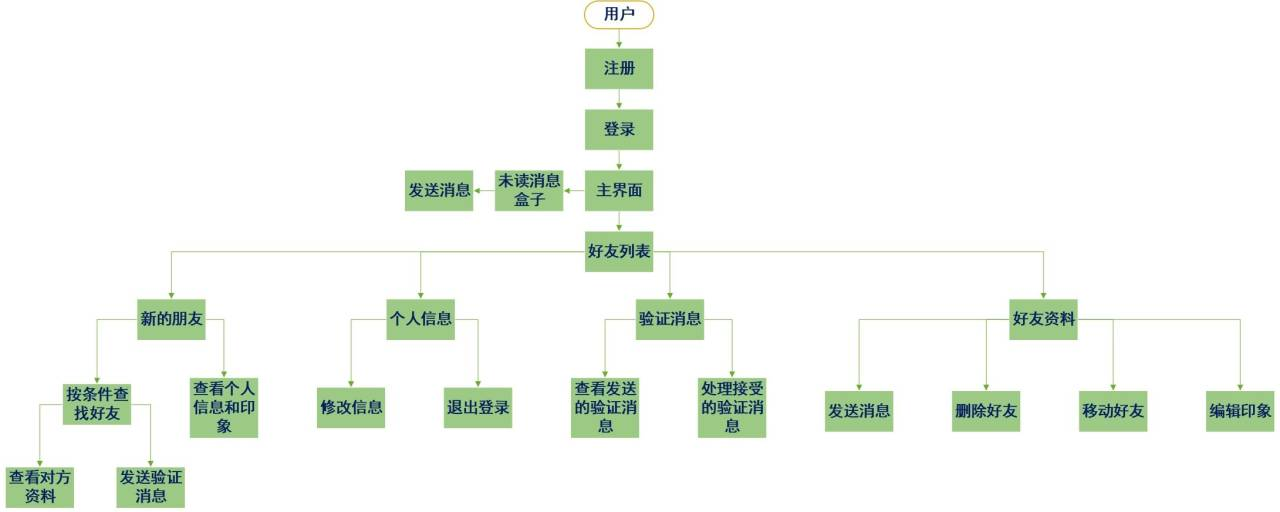 用户
注册
登录
发送消息
未读消息
盒子
主界面
好友列表
新的朋友
个人信息
验证消息
好友资料
按条件查
找好友
查看个人
信息和印
象
修改信息
退出登录
查看发送
的验证消
息
处理接受
的验证消
息
发送消息
删除好友
移动好友
编辑印象
查看对方
资料
发送验证
消息